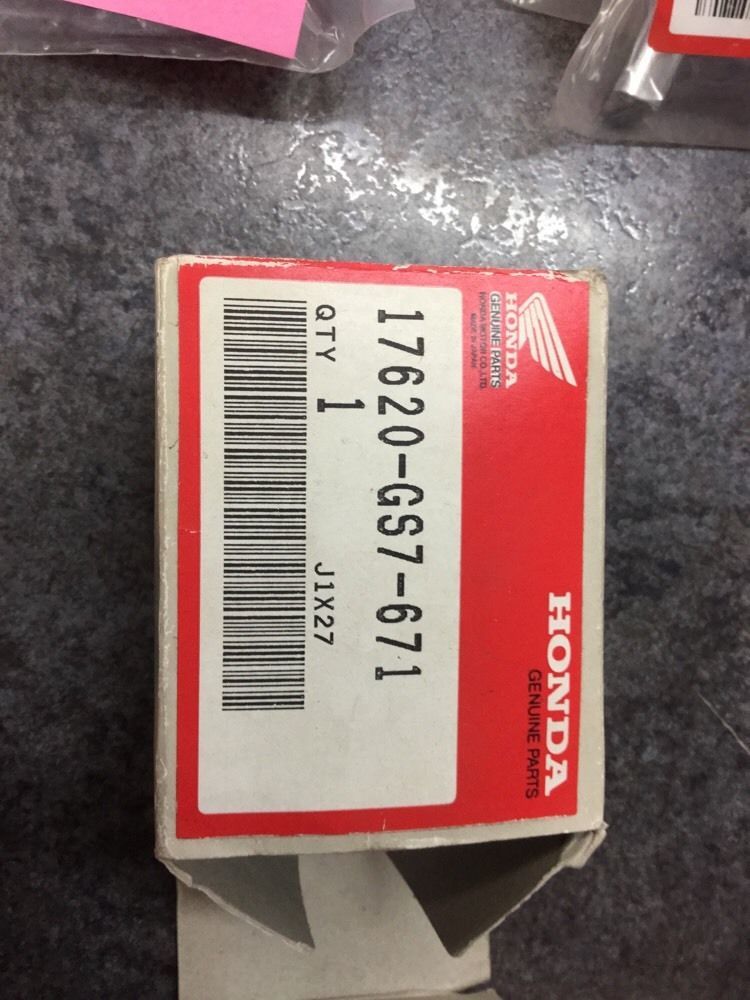 HONDA
GENUINE PARTS
HONDA MOTOR CO.,LTD.
MADE IN JAPAN
HONDA
GENUINE PARTS
17620-GS7-671
QTY 1
J1X27